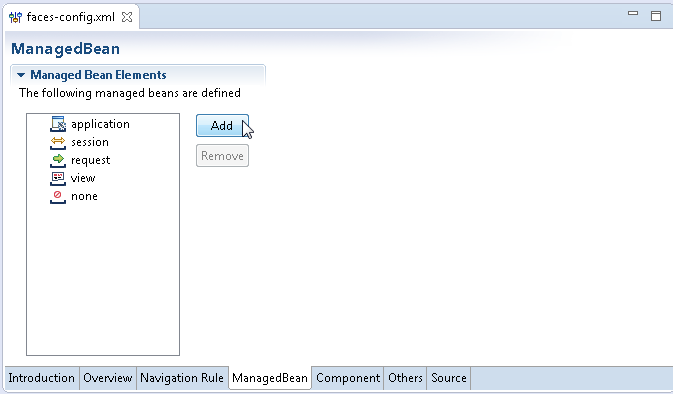 faces-config.xml
ManagedBean
Managed Bean Elements
The following managed beans are defined
application
session
request
view
none
Add
Remove
Introduction Overview Navigation Rule ManagedBean Component Others Source